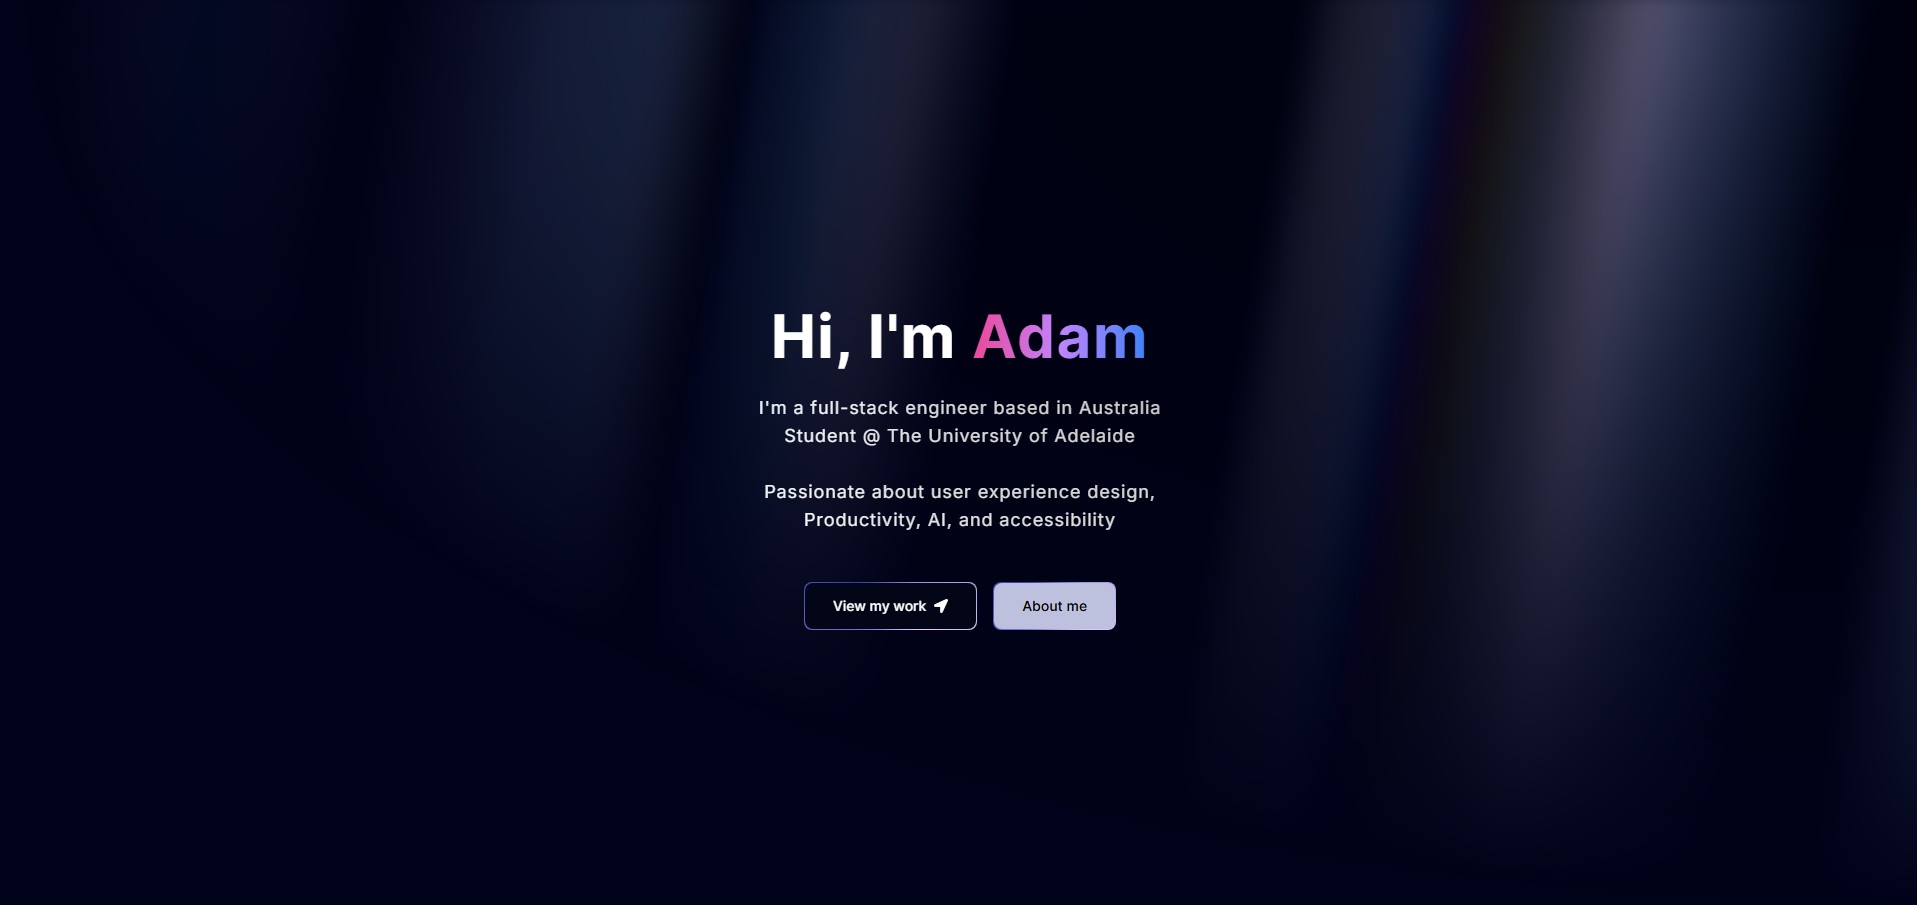 Hi, I'm Adam
I'm a full-stack engineer based in Australia
Student @ The University of Adelaide
Passionate about user experience design,
Productivity, AI, and accessibility
View my work
About me